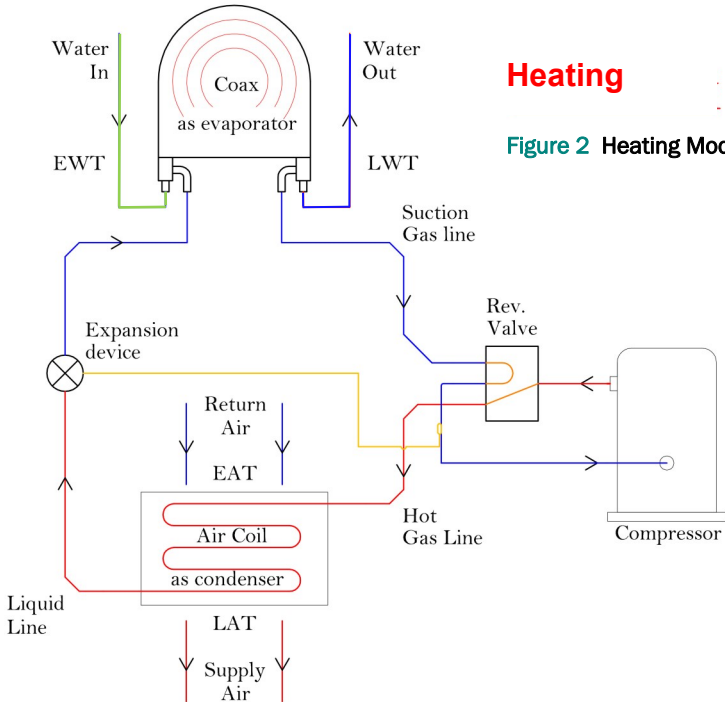 Water
In
Coax
as evaporator
Water
Out
Heating
Figure 2 Heating Moc
EWT
LWT
Suction
Gas line
Rev.
Valve
Expansion
device
Return
Air
EAT
Air Coil
as condenser
Hot
Gas Line
Compressor
Liquid
Line
LAT
Supply
Air